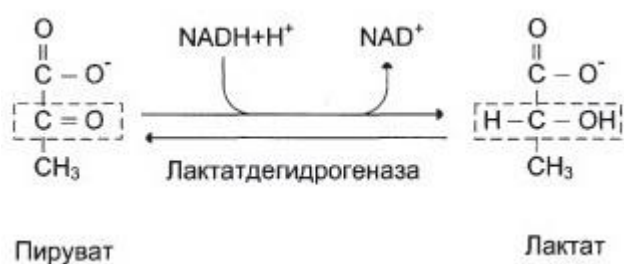 O O
NADH+H⁺ NAD⁺
C – O⁻ C – O⁻
C = O H – C – OH
CH₃ Лактатдегидрогеназа CH₃
Пируват Лактат